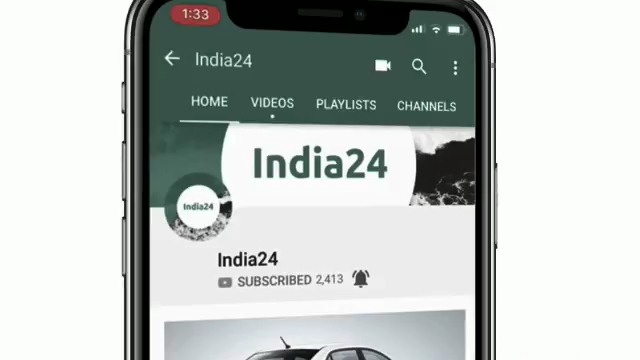 1:33
India24
HOME VIDEOS PLAYLISTS CHANNELS
India24
India24
India24
SUBSCRIBED 2,413